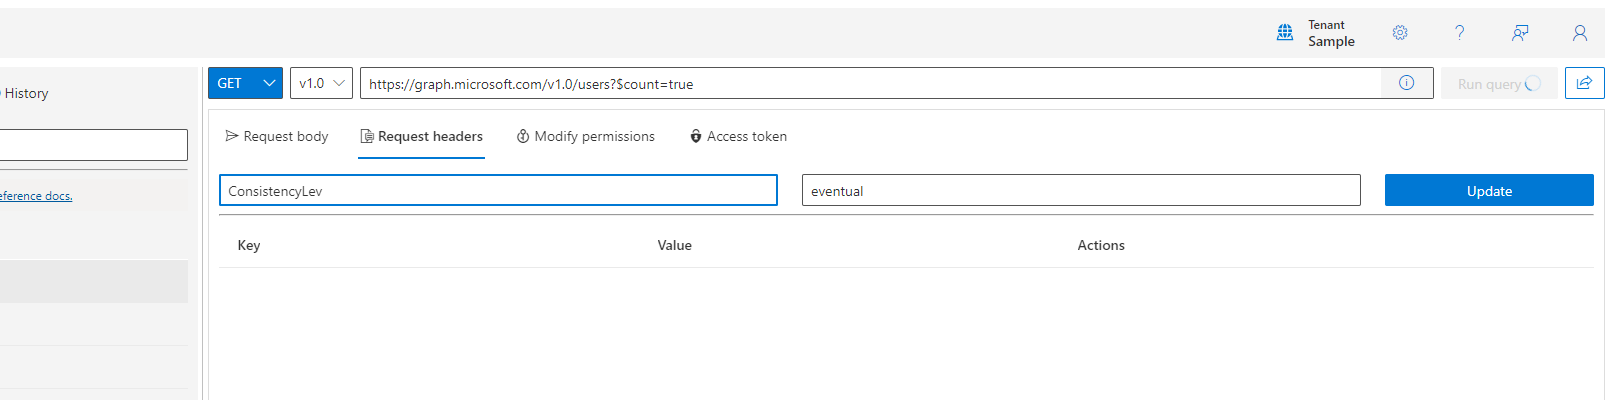 Tenant
Sample
?
History
GET
v1.0
https://graph.microsoft.com/v1.0/users?$count=true
Run query
Request body
Request headers
Modify permissions
Access token
eference docs.
ConsistencyLev
eventual
Update
Key
Value
Actions